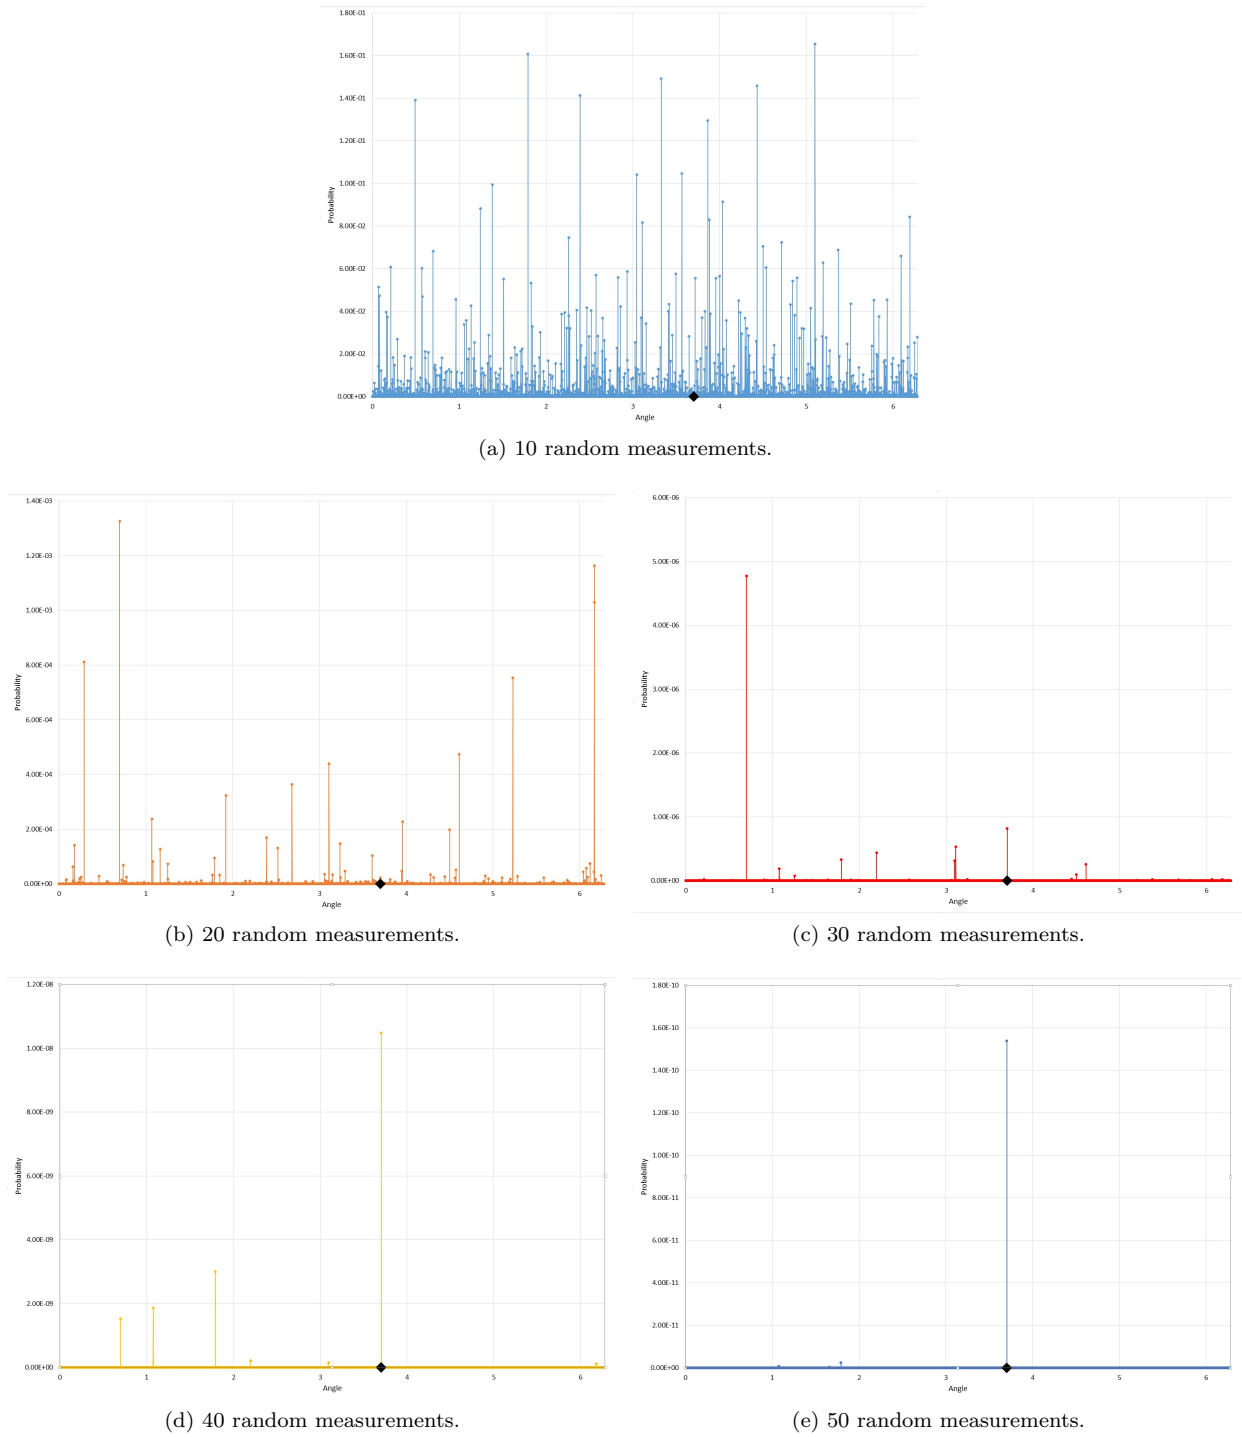 1.80E-01
1.60E-01
1.40E-01
1.20E-01
1.00E-01
8.00E-02
6.00E-02
4.00E-02
2.00E-02
0.00E+00
Probability
0 1 2 3 4 5 6
Angle
(a) 10 random measurements.
1.40E-03
1.20E-03
1.00E-03
8.00E-04
6.00E-04
4.00E-04
2.00E-04
0.00E+00
Probability
0 1 2 3 4 5 6
Angle
(b) 20 random measurements.
6.00E-06
5.00E-06
4.00E-06
3.00E-06
2.00E-06
1.00E-06
0.00E+00
Probability
0 1 2 3 4 5 6
Angle
(c) 30 random measurements.
1.20E-08
1.00E-08
8.00E-09
6.00E-09
4.00E-09
2.00E-09
0.00E+00
Probability
0 1 2 3 4 5 6
Angle
(d) 40 random measurements.
1.80E-10
1.60E-10
1.40E-10
1.20E-10
1.00E-10
8.00E-11
6.00E-11
4.00E-11
2.00E-11
0.00E+00
Probability
0 1 2 3 4 5 6
Angle
(e) 50 random measurements.